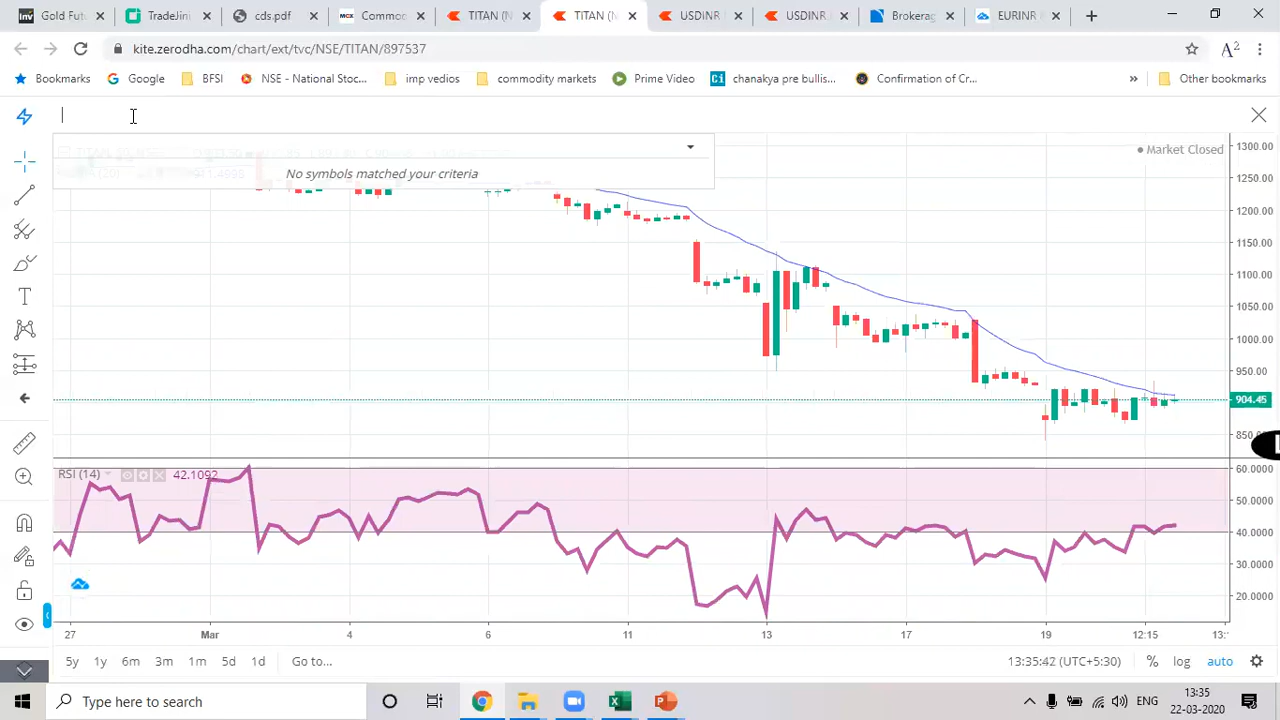 Gold Futu
TradeJin
cds.pdf
Commod
TITAN (N
TITAN (N
USDINR
USDINR
Brokerag
EURINR
kite.zerodha.com/chart/ext/tvc/NSE/TITAN/897537
Bookmarks
Google
BFSI
NSE - National Stoc...
imp vedios
commodity markets
Prime Video
chanakya pre bullis...
Confirmation of Cr...
Other bookmarks
No symbols matched your criteria
Market Closed
1300.00
1250.00
1200.00
1150.00
1100.00
1050.00
1000.00
950.00
904.45
850.
RSI (14)
42.1092
60.0000
50.0000
40.0000
30.0000
20.0000
27
Mar
4
6
11
13
17
19
12:15
13:
5y
1y
6m
3m
1m
5d
1d
Go to...
13:35:42 (UTC+5:30)
%
log
auto
Type here to search
ENG
13:35
22-03-2020